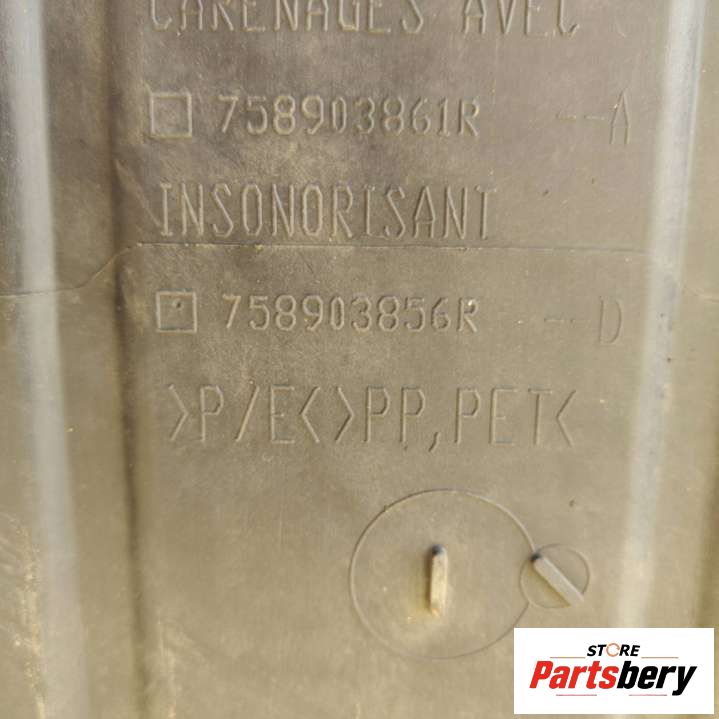 CARENAGES AVEC
□ 758903861R --A
INSONORISANT
□ 758903856R --D
>P/E<>PP,PET<
STORE
Partsbery